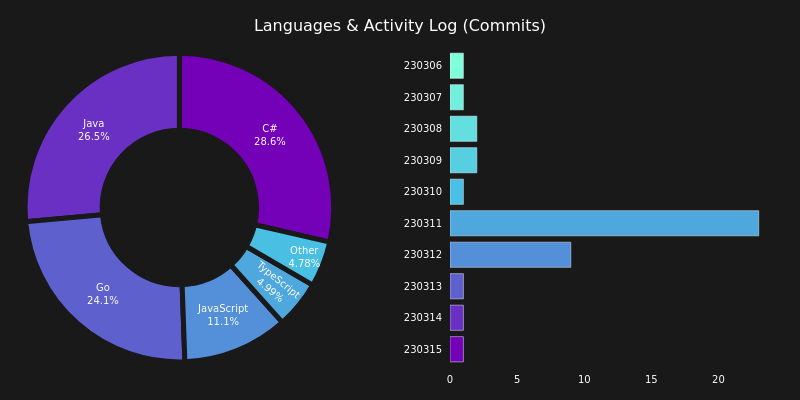 Languages & Activity Log (Commits)
C#
28.6%
Java
26.5%
Go
24.1%
JavaScript
11.1%
TypeScript
4.99%
Other
4.78%
230306
230307
230308
230309
230310
230311
230312
230313
230314
230315
0 5 10 15 20